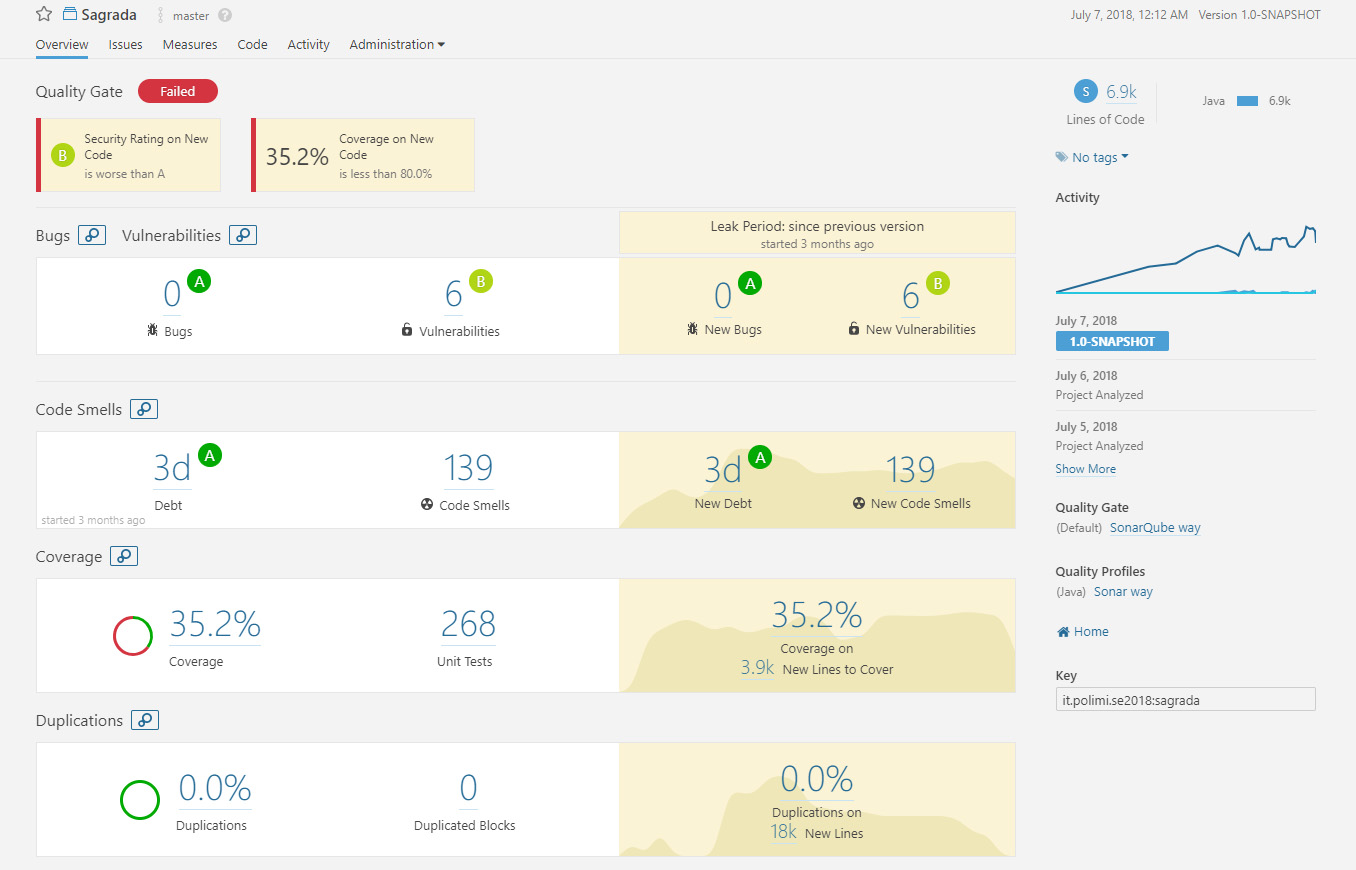 Sagrada master ?
July 7, 2018, 12:12 AM Version 1.0-SNAPSHOT
Overview Issues Measures Code Activity Administration
Quality Gate Failed
B
Security Rating on New
Code
is worse than A
35.2%
Coverage on New
Code
is less than 80.0%
Bugs Vulnerabilities
Leak Period: since previous version
started 3 months ago
0 A
Bugs
6 B
Vulnerabilities
0 A
New Bugs
6 B
New Vulnerabilities
Code Smells
3d A
Debt
started 3 months ago
139
Code Smells
3d A
New Debt
139
New Code Smells
Coverage
35.2%
Coverage
268
Unit Tests
35.2%
Coverage on
3.9k New Lines to Cover
Duplications
0.0%
Duplications
0
Duplicated Blocks
0.0%
Duplications on
18k New Lines
S 6.9k
Lines of Code
Java 6.9k
No tags
Activity
July 7, 2018
1.0-SNAPSHOT
July 6, 2018
Project Analyzed
July 5, 2018
Project Analyzed
Show More
Quality Gate
(Default) SonarQube way
Quality Profiles
(Java) Sonar way
Home
Key
it.polimi.se2018:sagrada